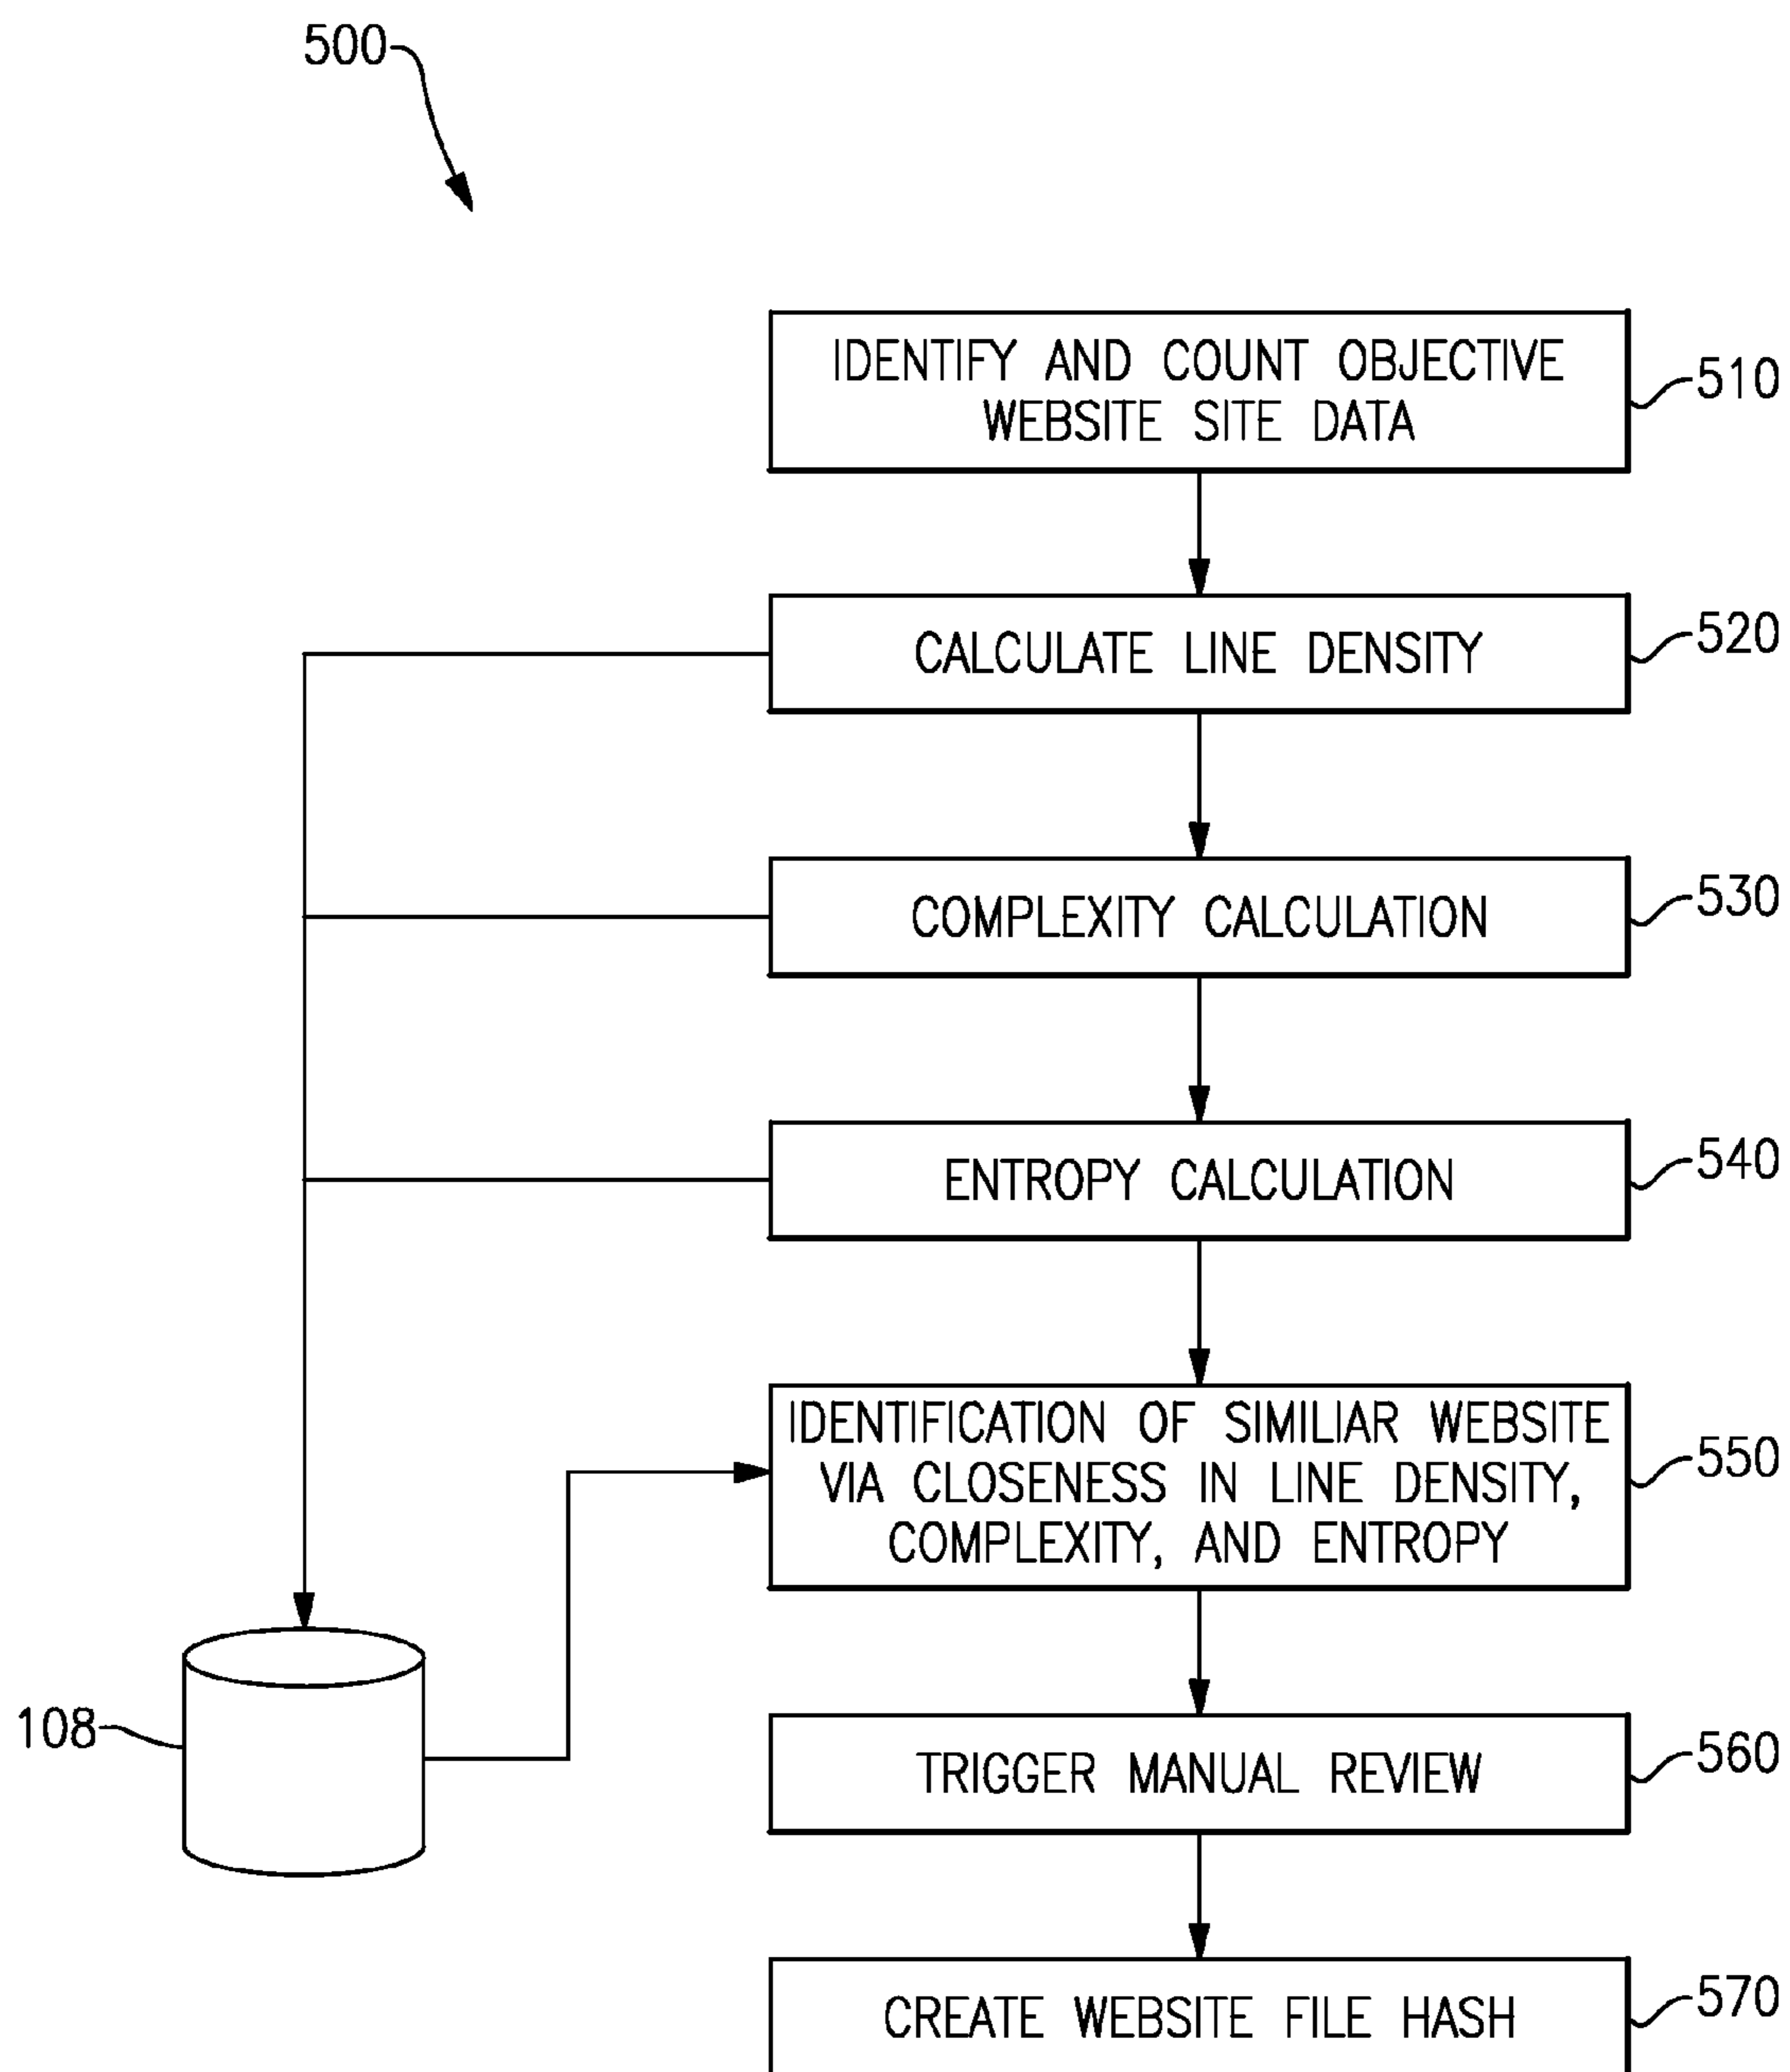 500
IDENTIFY AND COUNT OBJECTIVE
WEBSITE SITE DATA
510
CALCULATE LINE DENSITY
520
COMPLEXITY CALCULATION
530
ENTROPY CALCULATION
540
IDENTIFICATION OF SIMILIAR WEBSITE
VIA CLOSENESS IN LINE DENSITY,
COMPLEXITY, AND ENTROPY
550
108
TRIGGER MANUAL REVIEW
560
CREATE WEBSITE FILE HASH
570